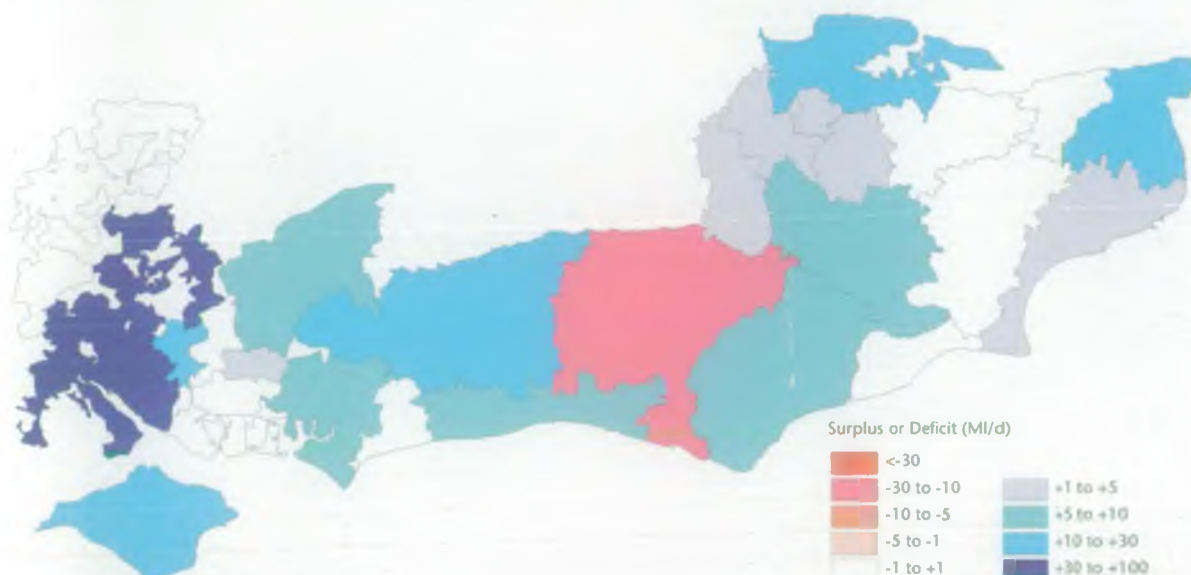 Surplus or Deficit (Ml/d)
<-30
-30 to -10
-10 to -5
-5 to -1
-1 to +1
+1 to +5
+5 to +10
+10 to +30
+30 to +100